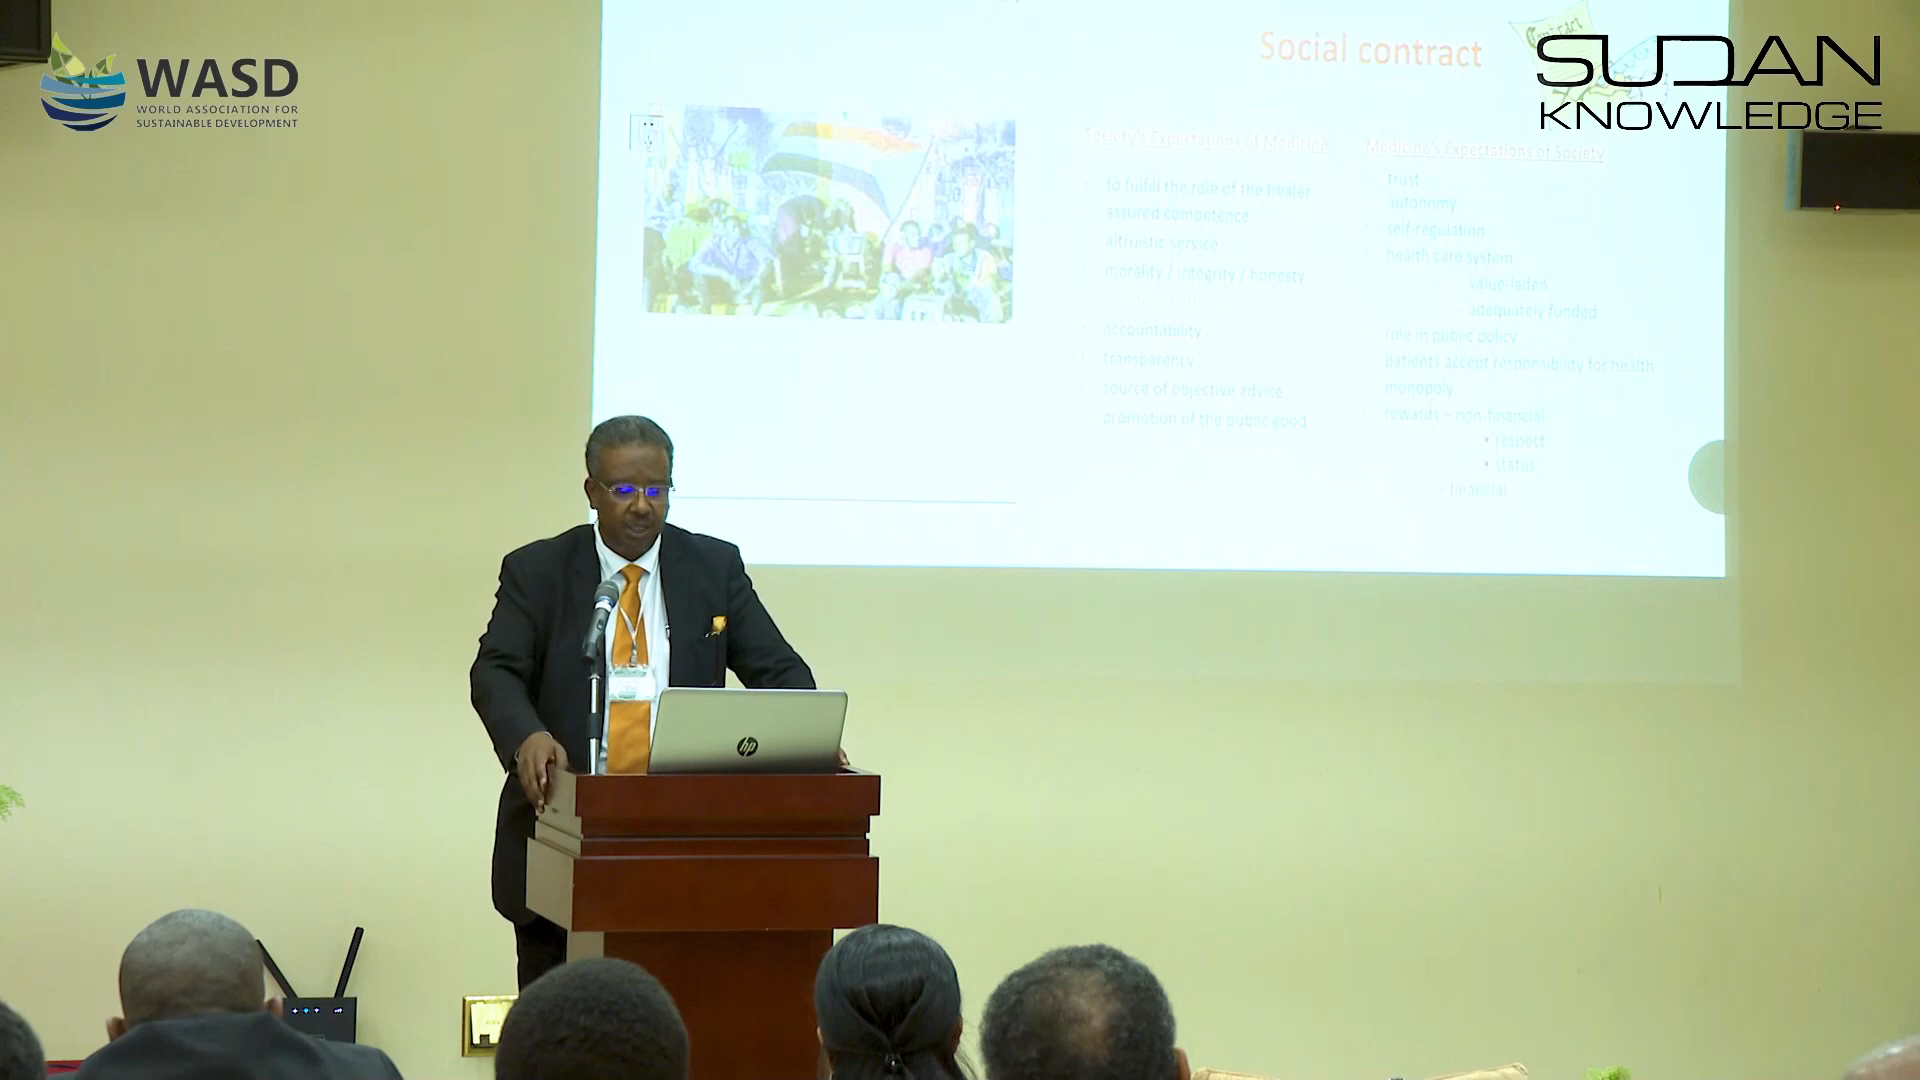 WASD
WORLD ASSOCIATION FOR
SUSTAINABLE DEVELOPMENT
SUDAN
KNOWLEDGE
Social contract
Contract
Society's Expectations of Medicine
to fulfill the role of the healer
assured competence
altruistic service
morality / integrity / honesty
accountability
transparency
source of objective advice
promotion of the public good
Medicine's Expectations of Society
trust
autonomy
self-regulation
health care system
value-laden
adequately funded
role in public policy
patients accept responsibility for health
monopoly
rewards – non-financial
• respect
• status
- financial
hp